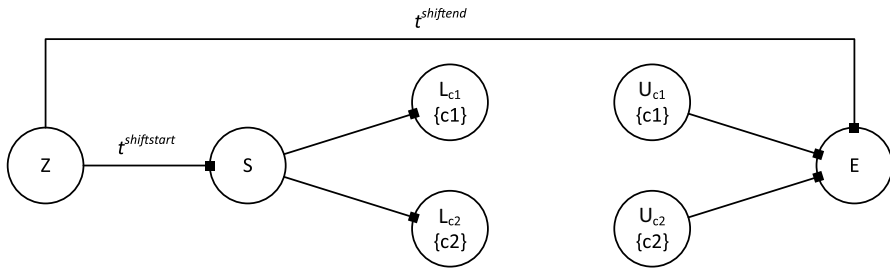 t^shiftend
L_c1
{c1}
U_c1
{c1}
Z
t^shiftstart
S
E
L_c2
{c2}
U_c2
{c2}